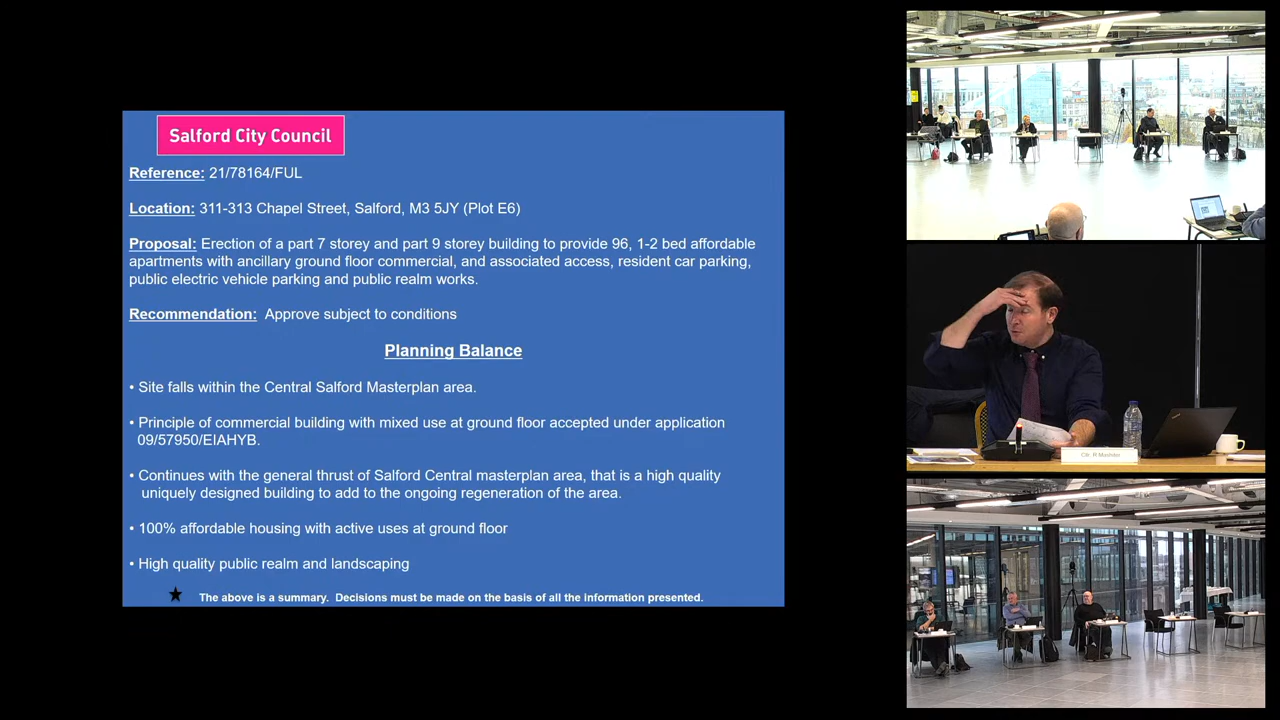 Salford City Council
Reference: 21/78164/FUL
Location: 311-313 Chapel Street, Salford, M3 5JY (Plot E6)
Proposal: Erection of a part 7 storey and part 9 storey building to provide 96, 1-2 bed affordable
apartments with ancillary ground floor commercial, and associated access, resident car parking,
public electric vehicle parking and public realm works.
Recommendation: Approve subject to conditions
Planning Balance
• Site falls within the Central Salford Masterplan area.
• Principle of commercial building with mixed use at ground floor accepted under application
09/57950/EIAHYB.
• Continues with the general thrust of Salford Central masterplan area, that is a high quality
uniquely designed building to add to the ongoing regeneration of the area.
• 100% affordable housing with active uses at ground floor
• High quality public realm and landscaping
The above is a summary. Decisions must be made on the basis of all the information presented.
Cllr. R